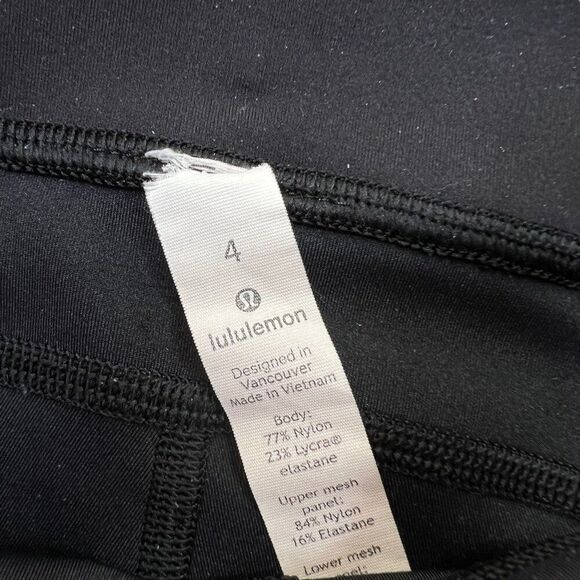 4
lululemon
Designed in
Vancouver
Made in Vietnam
Body:
77% Nylon
23% Lycra®
elastane
Upper mesh
panel:
84% Nylon
16% Elastane
Lower mesh
panel: